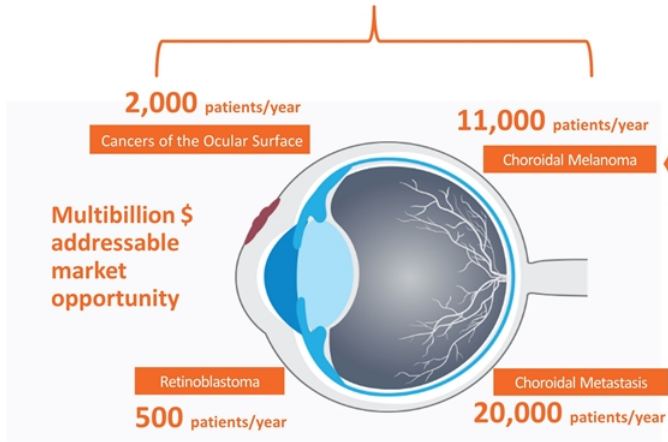 2,000 patients/year
Cancers of the Ocular Surface
11,000 patients/year
Choroidal Melanoma
Multibillion $
addressable
market
opportunity
Retinoblastoma
500 patients/year
Choroidal Metastasis
20,000 patients/year